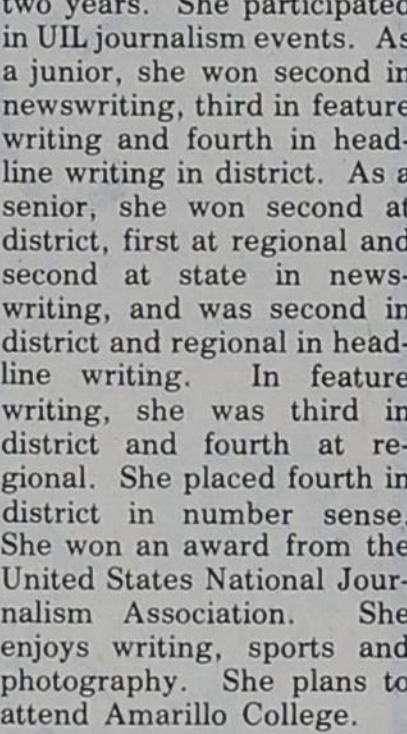 two years. She participated
in UIL journalism events. As
a junior, she won second in
newswriting, third in feature
writing and fourth in head-
line writing in district. As a
senior, she won second at
district, first at regional and
second at state in news-
writing, and was second in
district and regional in head-
line writing. In feature
writing, she was third in
district and fourth at re-
gional. She placed fourth in
district in number sense.
She won an award from the
United States National Jour-
nalism Association. She
enjoys writing, sports and
photography. She plans to
attend Amarillo College.